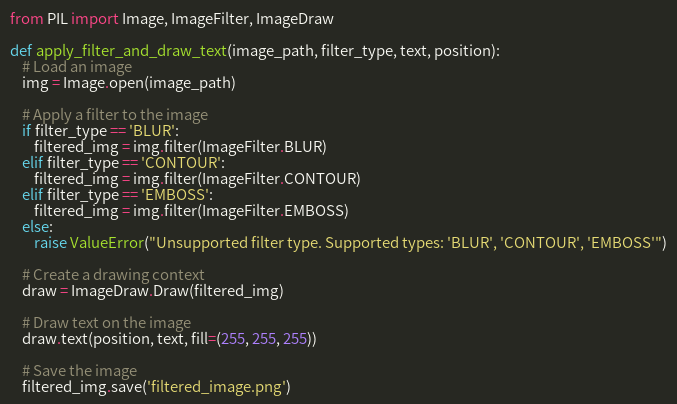 from PIL import Image, ImageFilter, ImageDraw
def apply_filter_and_draw_text(image_path, filter_type, text, position):
# Load an image
img = Image.open(image_path)
# Apply a filter to the image
if filter_type == 'BLUR':
filtered_img = img.filter(ImageFilter.BLUR)
elif filter_type == 'CONTOUR':
filtered_img = img.filter(ImageFilter.CONTOUR)
elif filter_type == 'EMBOSS':
filtered_img = img.filter(ImageFilter.EMBOSS)
else:
raise ValueError("Unsupported filter type. Supported types: 'BLUR', 'CONTOUR', 'EMBOSS'")
# Create a drawing context
draw = ImageDraw.Draw(filtered_img)
# Draw text on the image
draw.text(position, text, fill=(255, 255, 255))
# Save the image
filtered_img.save('filtered_image.png')